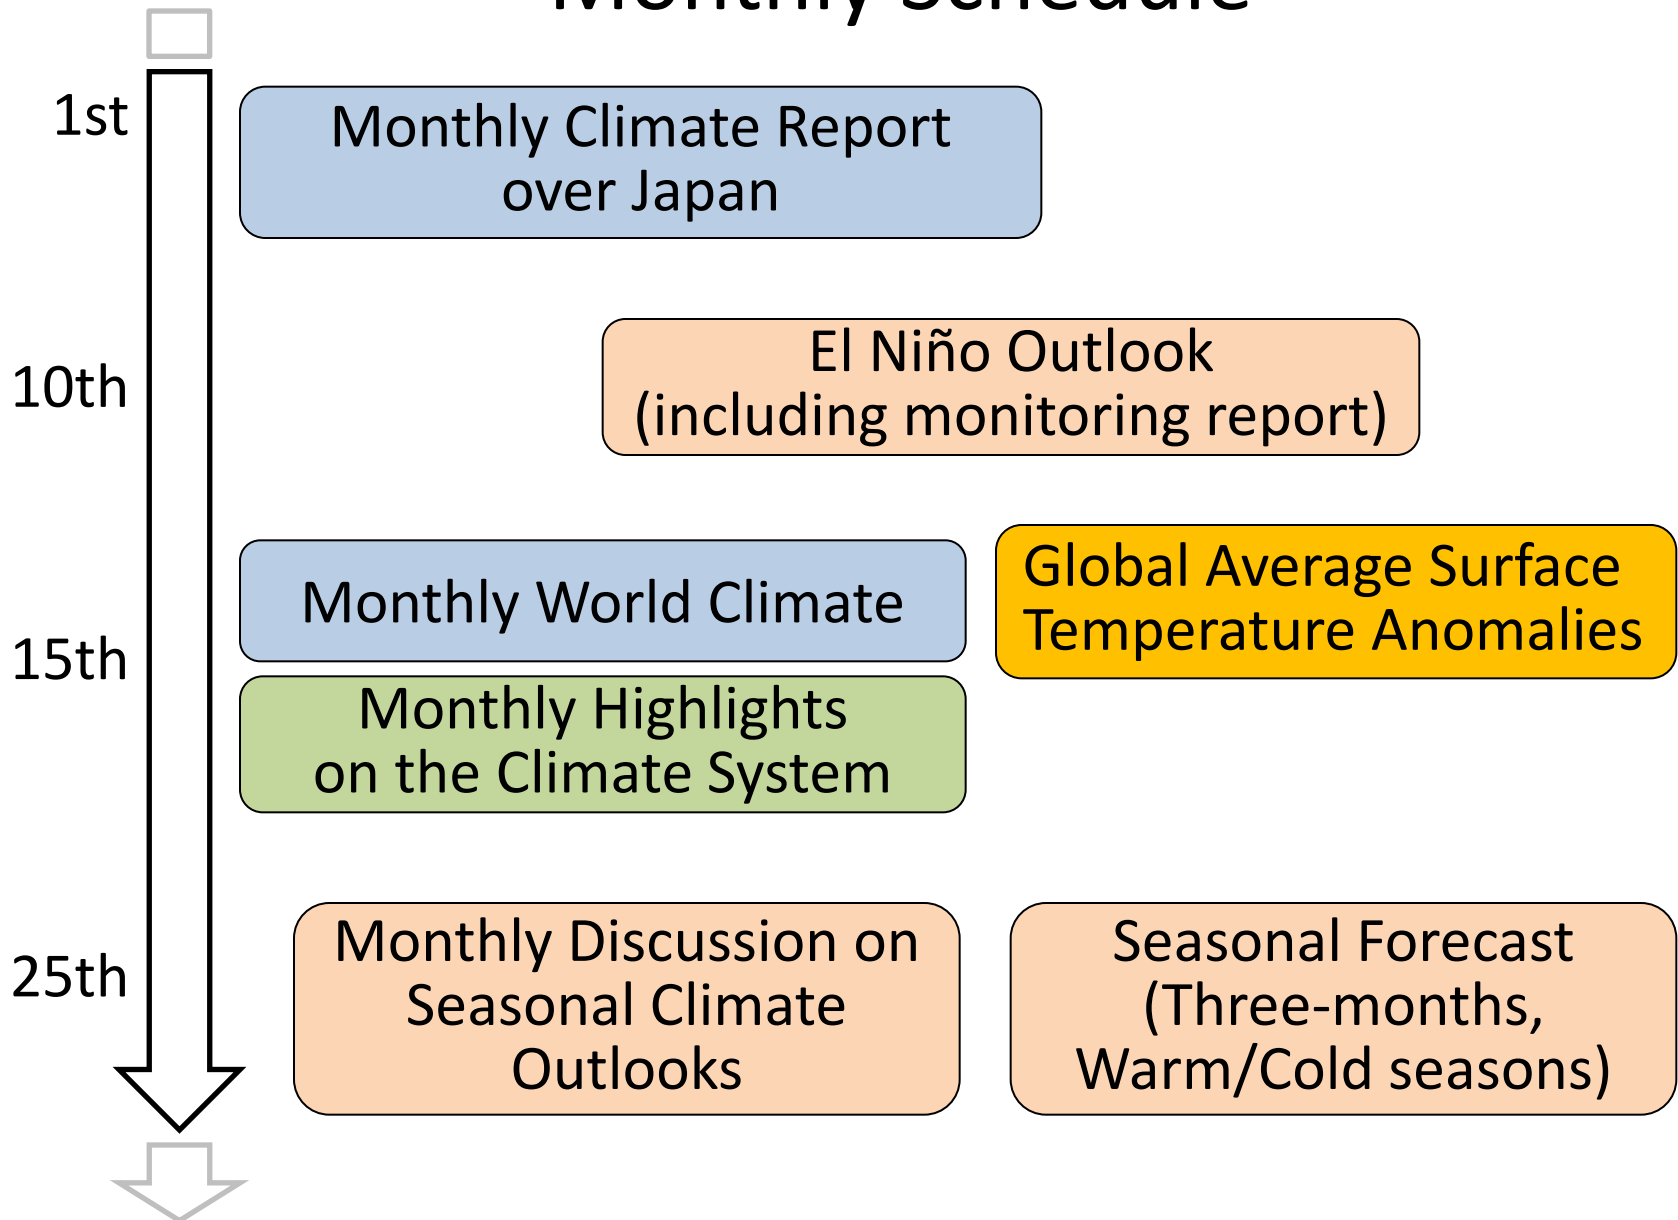 Monthly Schedule
1st
Monthly Climate Report
over Japan
10th
El Niño Outlook
(including monitoring report)
15th
Monthly World Climate
Global Average Surface
Temperature Anomalies
Monthly Highlights
on the Climate System
25th
Monthly Discussion on
Seasonal Climate
Outlooks
Seasonal Forecast
(Three-months,
Warm/Cold seasons)